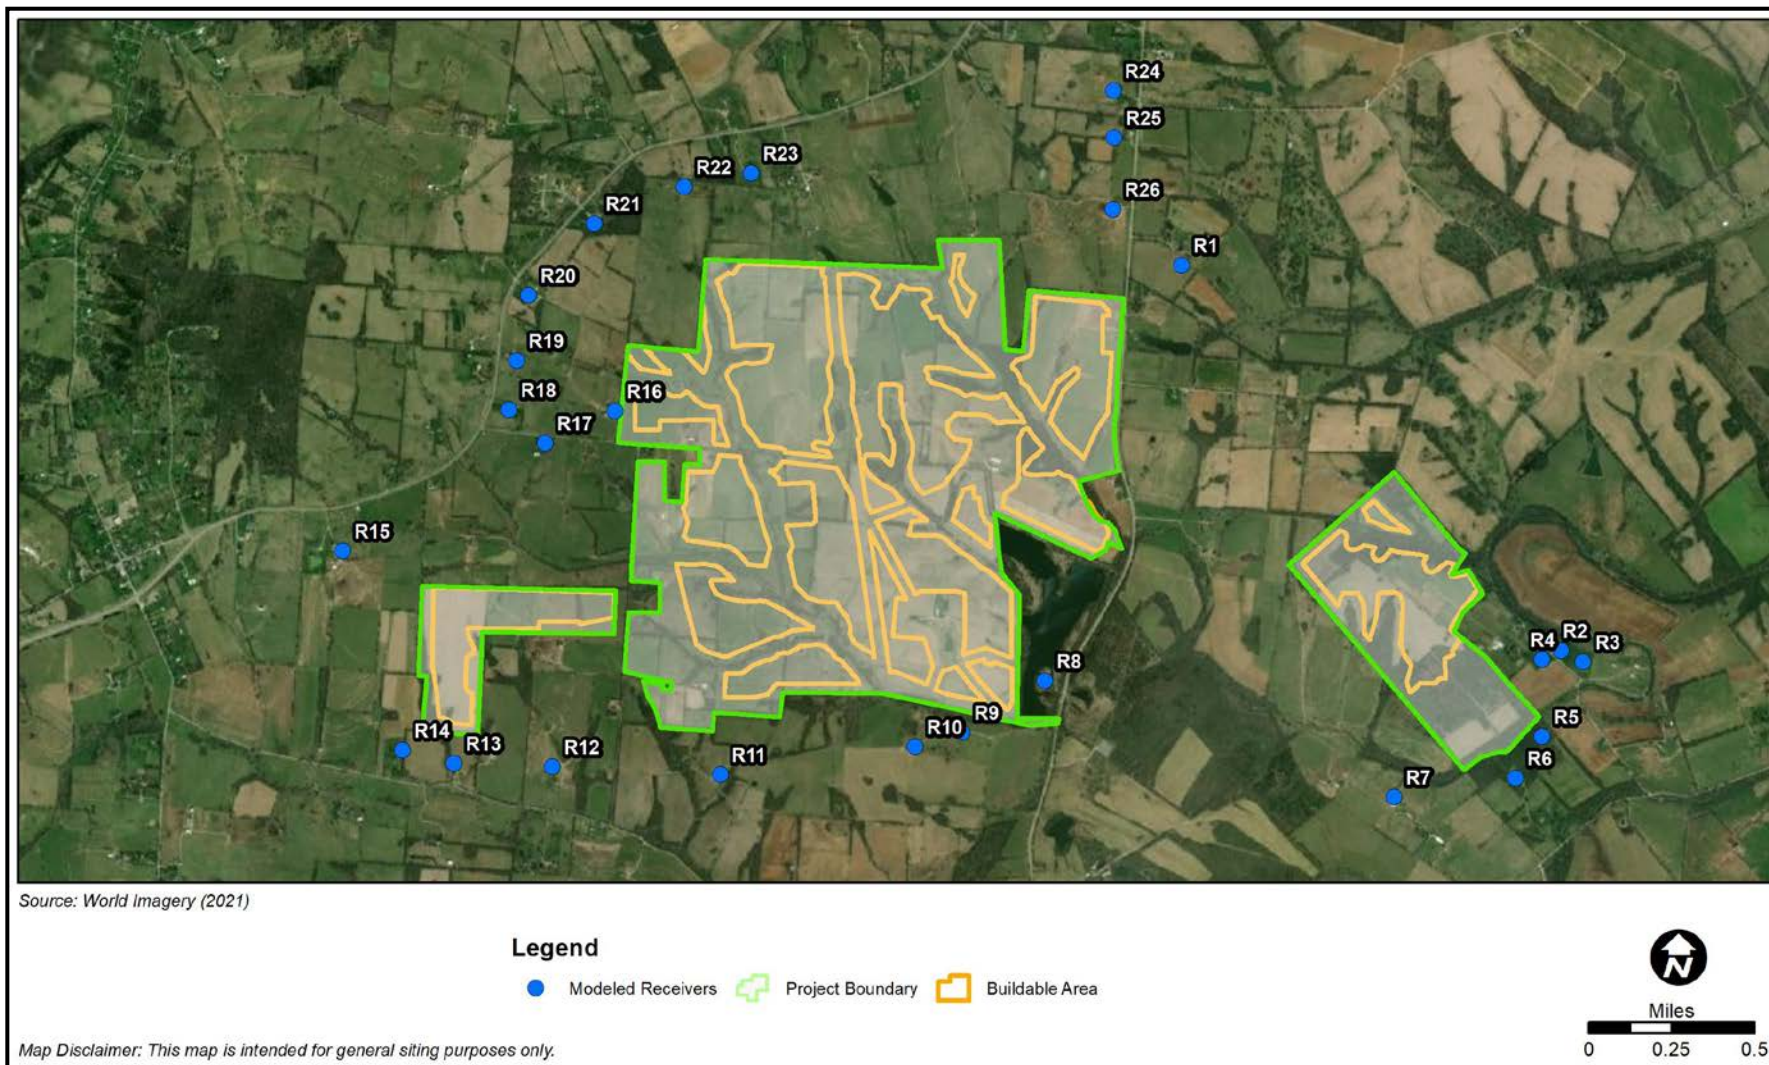 R24
R25
R23
R22
R26
R21
R1
R20
R19
R18
R16
R17
R15
R4
R2
R3
R8
R9
R5
R10
R14
R13
R12
R11
R6
R7
Source: World Imagery (2021)
Legend
Modeled Receivers
Project Boundary
Buildable Area
N
Miles
0 0.25 0.5
Map Disclaimer: This map is intended for general siting purposes only.